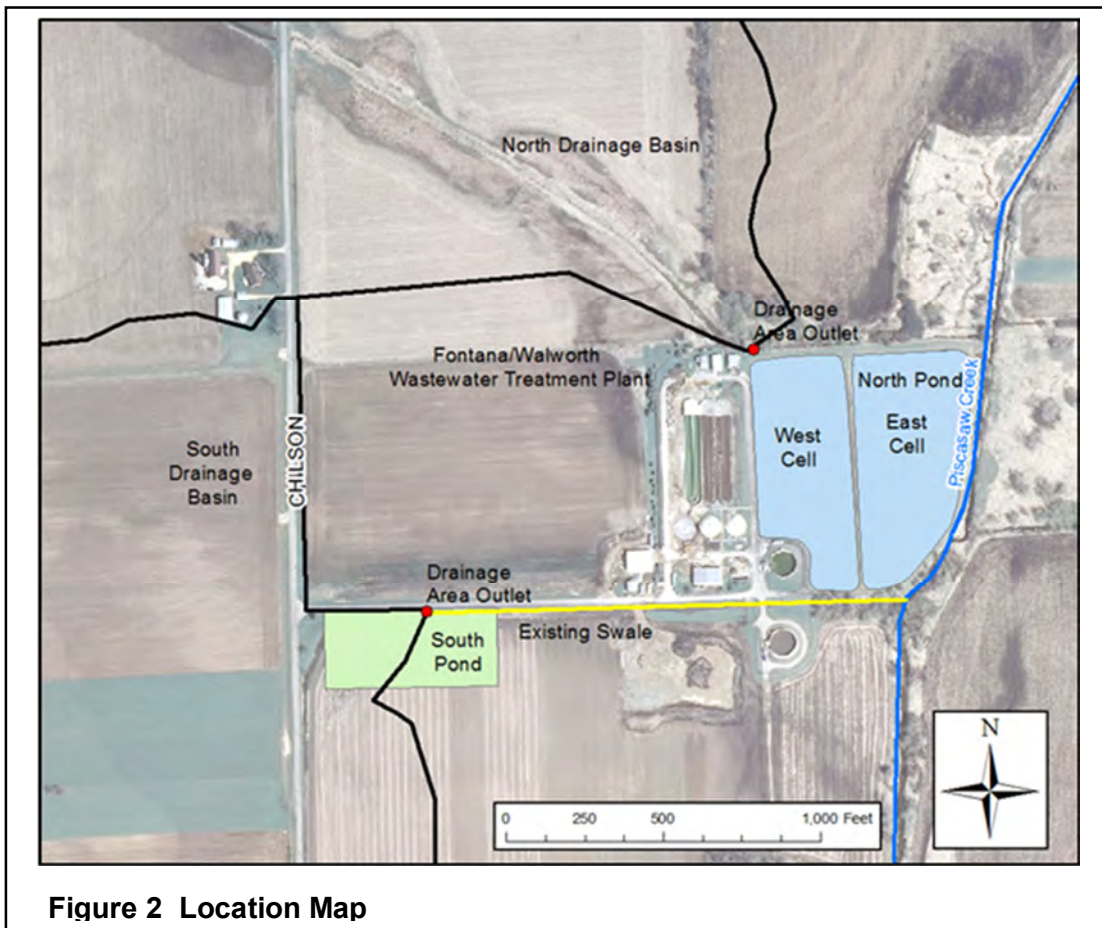 North Drainage Basin
Drainage
Area Outlet
Fontana/Walworth
Wastewater Treatment Plant
North Pond
West
Cell
East
Cell
Piscasaw Creek
South
Drainage
Basin
CHILSON
Drainage
Area Outlet
South
Pond
Existing Swale
N
0 250 500 1,000 Feet
Figure 2 Location Map